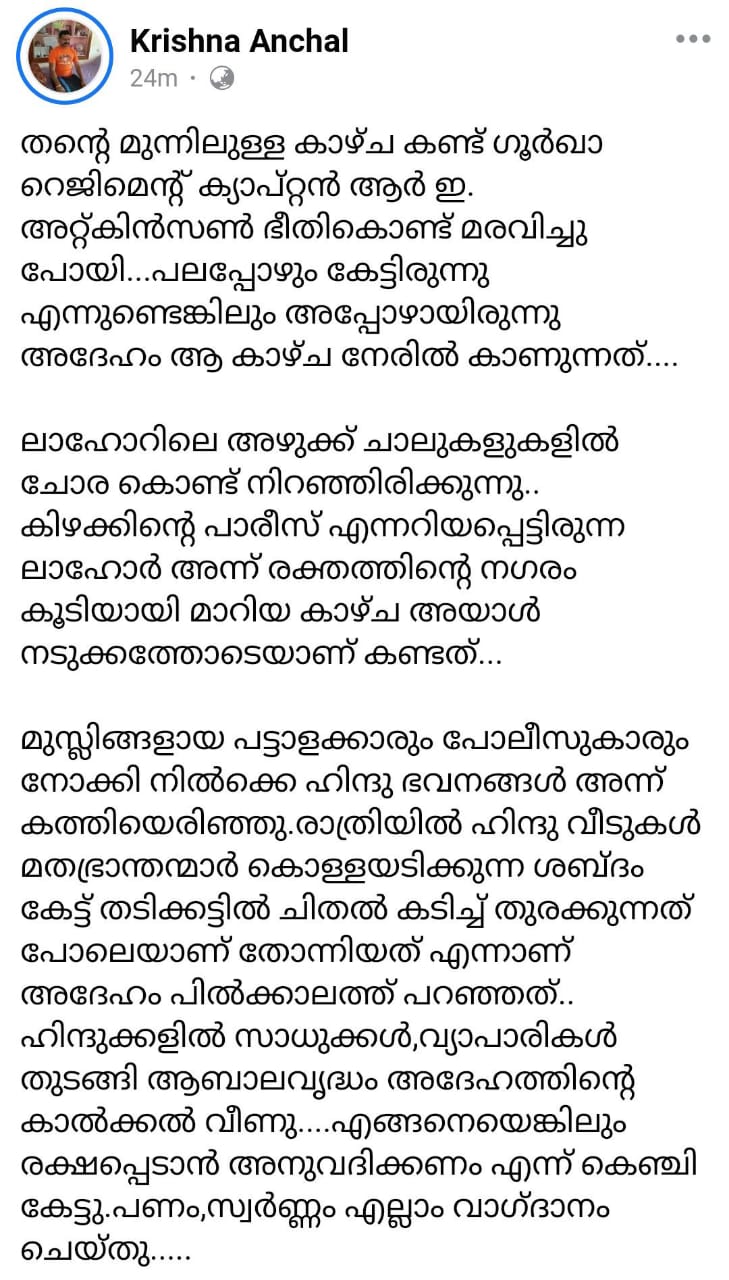 Krishna Anchal
24m ·
തന്റെ മുന്നിലുള്ള കാഴ്ച കണ്ട് ഗൂർഖാ
റെജിമെന്റ് ക്യാപ്റ്റൻ ആർ ഇ.
അറ്റ്കിൻസൺ ഭീതികൊണ്ട് മരവിച്ചു
പോയി...പലപ്പോഴും കേട്ടിരുന്നു
എന്നുണ്ടെങ്കിലും അപ്പോഴായിരുന്നു
അദേഹം ആ കാഴ്ച നേരിൽ കാണുന്നത്....
ലാഹോറിലെ അഴുക്ക് ചാലുകളുകളിൽ
ചോര കൊണ്ട് നിറഞ്ഞിരിക്കുന്നു..
കിഴക്കിന്റെ പാരീസ് എന്നറിയപ്പെട്ടിരുന്ന
ലാഹോർ അന്ന് രക്തത്തിന്റെ നഗരം
കൂടിയായി മാറിയ കാഴ്ച അയാൾ
നടുക്കത്തോടെയാണ് കണ്ടത്...
മുസ്ലിങ്ങളായ പട്ടാളക്കാരും പോലീസുകാരും
നോക്കി നിൽക്കെ ഹിന്ദു ഭവനങ്ങൾ അന്ന്
കത്തിയെരിഞ്ഞു.രാത്രിയിൽ ഹിന്ദു വീടുകൾ
മതഭ്രാന്തന്മാർ കൊള്ളയടിക്കുന്ന ശബ്ദം
കേട്ട് തടിക്കട്ടിൽ ചിതൽ കടിച്ച് തുരക്കുന്നത്
പോലെയാണ് തോന്നിയത് എന്നാണ്
അദേഹം പിൽക്കാലത്ത് പറഞ്ഞത്..
ഹിന്ദുക്കളിൽ സാധുക്കൾ,വ്യാപാരികൾ
തുടങ്ങി ആബാലവൃദ്ധം അദേഹത്തിന്റെ
കാൽക്കൽ വീണു....എങ്ങനെയെങ്കിലും
രക്ഷപ്പെടാൻ അനുവദിക്കണം എന്ന് കെഞ്ചി
കേട്ടു.പണം,സ്വർണ്ണം എല്ലാം വാഗ്ദാനം
ചെയ്തു.....